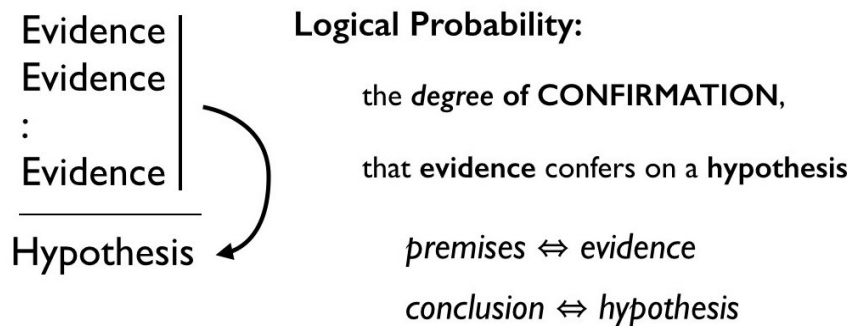 Evidence
Evidence
:
Evidence
Hypothesis
Logical Probability:
the degree of CONFIRMATION,
that evidence confers on a hypothesis
premises ⇔ evidence
conclusion ⇔ hypothesis